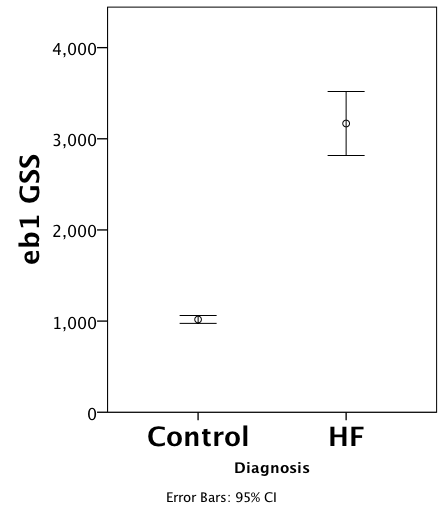 eb1 GSS
4,000
3,000
2,000
1,000
0
Control HF
Diagnosis
Error Bars: 95% CI